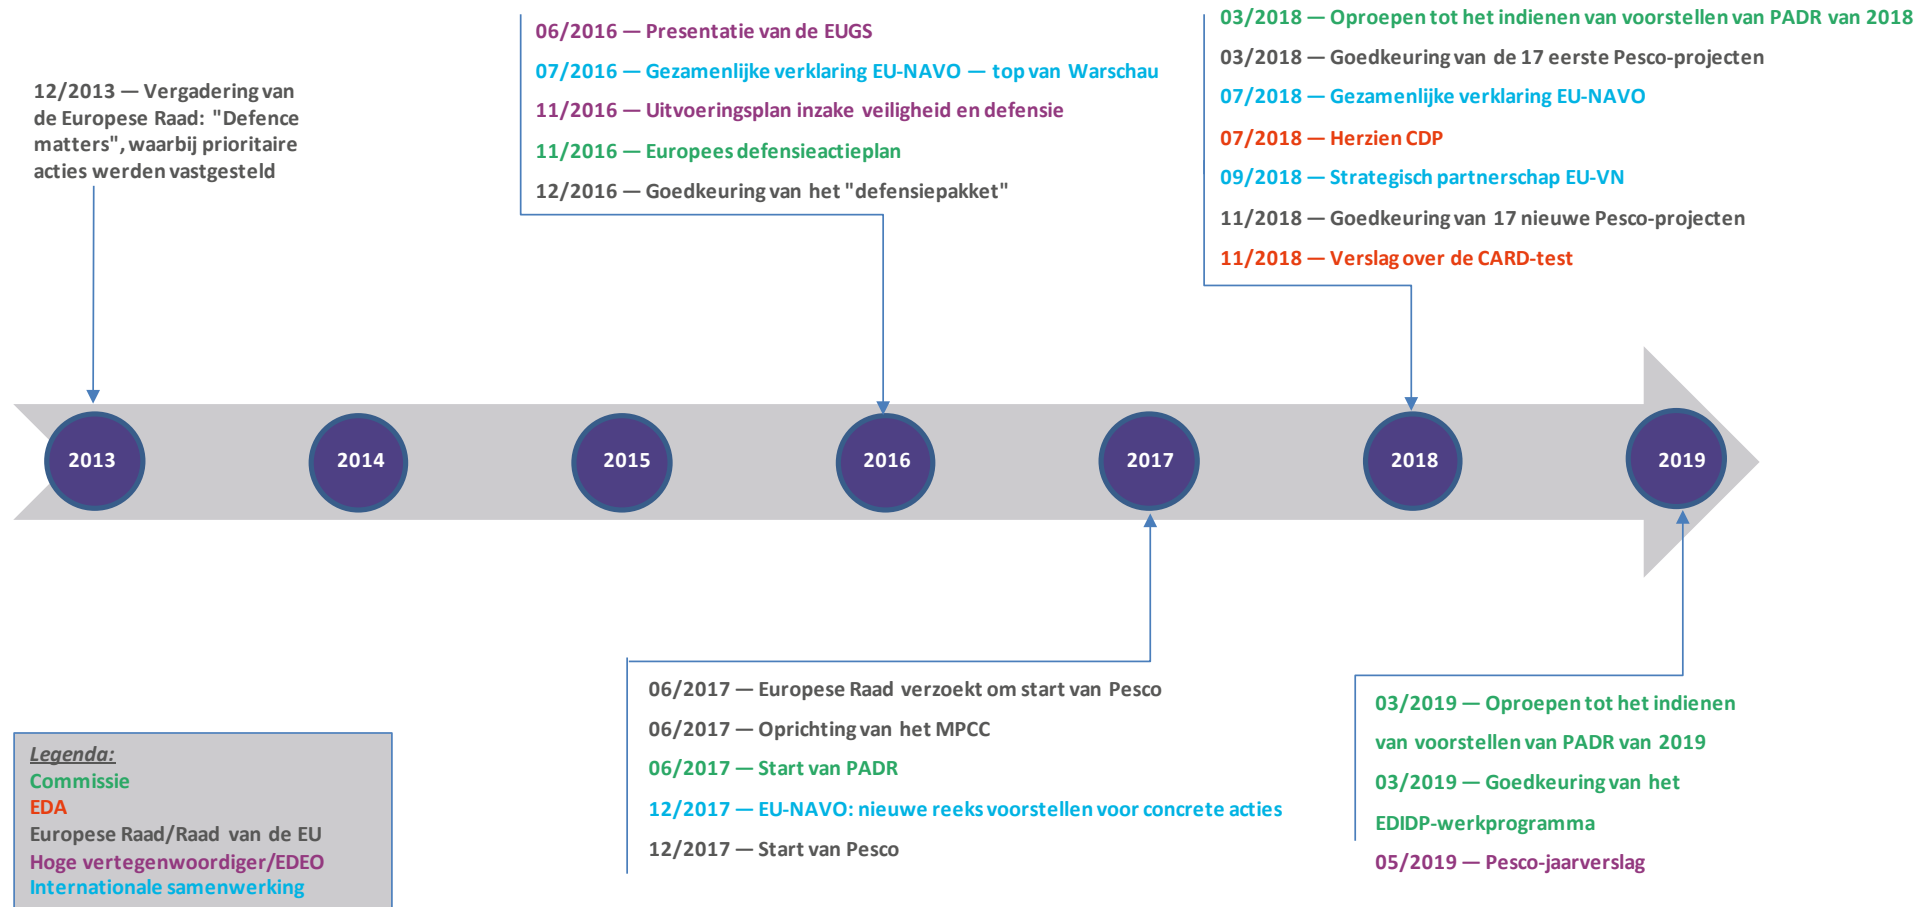 12/2013 — Vergadering van
de Europese Raad: "Defence
matters", waarbij prioritaire
acties werden vastgesteld
06/2016 — Presentatie van de EUGS
07/2016 — Gezamenlijke verklaring EU-NAVO — top van Warschau
11/2016 — Uitvoeringsplan inzake veiligheid en defensie
11/2016 — Europees defensieactieplan
12/2016 — Goedkeuring van het "defensiepakket"
03/2018 — Oproepen tot het indienen van voorstellen van PADR van 2018
03/2018 — Goedkeuring van de 17 eerste Pesco-projecten
07/2018 — Gezamenlijke verklaring EU-NAVO
07/2018 — Herzien CDP
09/2018 — Strategisch partnerschap EU-VN
11/2018 — Goedkeuring van 17 nieuwe Pesco-projecten
11/2018 — Verslag over de CARD-test
2013
2014
2015
2016
2017
2018
2019
06/2017 — Europese Raad verzoekt om start van Pesco
06/2017 — Oprichting van het MPCC
06/2017 — Start van PADR
12/2017 — EU-NAVO: nieuwe reeks voorstellen voor concrete acties
12/2017 — Start van Pesco
03/2019 — Oproepen tot het indienen
van voorstellen van PADR van 2019
03/2019 — Goedkeuring van het
EDIDP-werkprogramma
05/2019 — Pesco-jaarverslag
Legenda:
Commissie
EDA
Europese Raad/Raad van de EU
Hoge vertegenwoordiger/EDEO
Internationale samenwerking